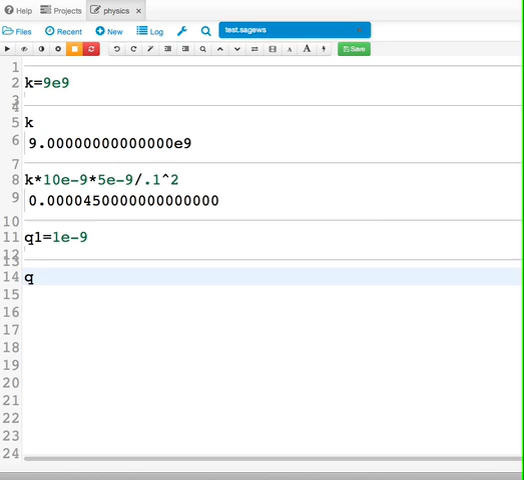 Help Projects physics ×
Files Recent New Log test.sagews
A A Save
1
2 k=9e9
3
4
5 k
6 9.00000000000000e9
7
8 k*10e-9*5e-9/.1^2
9 0.0000450000000000000
10
11 q1=1e-9
12
13
14 q
15
16
17
18
19
20
21
22
23
24